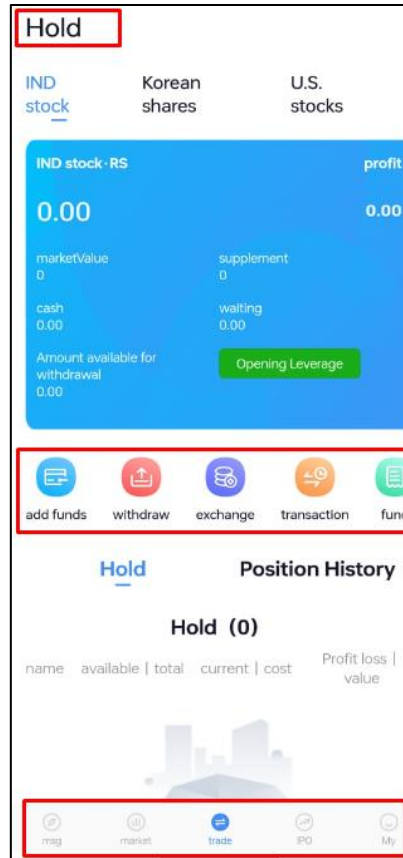 Hold
IND stock
Korean shares
U.S. stocks
IND stock·RS profit
0.00 0.00
marketValue supplement
0 0
cash waiting
0.00 0.00
Amount available for withdrawal
Opening Leverage
0.00
add funds withdraw exchange transaction fun
Hold Position History
Hold (0)
name available | total current | cost Profit loss | value
msg market trade IPO My